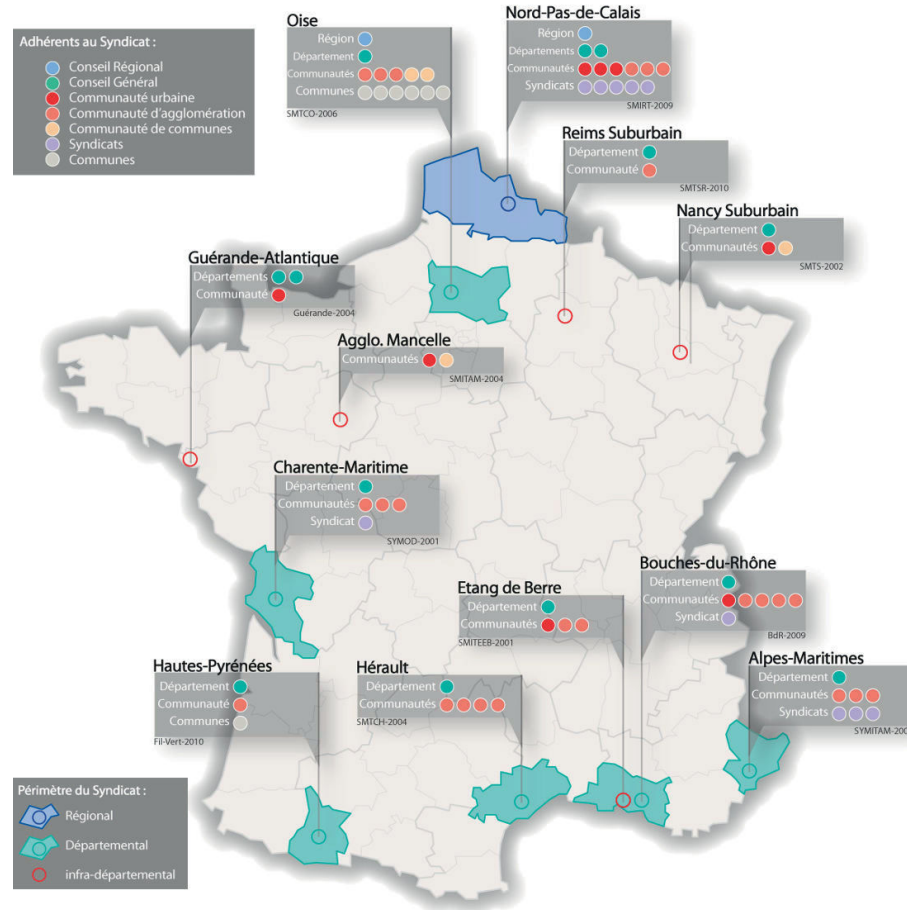 Adhérents au Syndicat :
Conseil Régional
Conseil Général
Communauté urbaine
Communauté d'agglomération
Communauté de communes
Syndicats
Communes
Oise
Région
Département
Communautés
Communes
SMTCO-2006
Nord-Pas-de-Calais
Région
Départements
Communautés
Syndicats
SMIRT-2009
Reims Suburbain
Département
Communauté
SMTSR-2010
Nancy Suburbain
Département
Communautés
SMTS-2002
Guérande-Atlantique
Départements
Communauté
Guérande-2004
Agglo. Mancelle
Communautés
SMITAM-2004
Charente-Maritime
Département
Communautés
Syndicat
SYMOD-2001
Etang de Berre
Département
Communautés
SMITEEB-2001
Bouches-du-Rhône
Département
Communautés
Syndicat
BdR-2009
Hautes-Pyrénées
Département
Communauté
Communes
Fil-Vert-2010
Hérault
Département
Communautés
SMTCH-2004
Alpes-Maritimes
Département
Communautés
Syndicats
Périmètre du Syndicat :
Régional
Départemental
infra-départemental